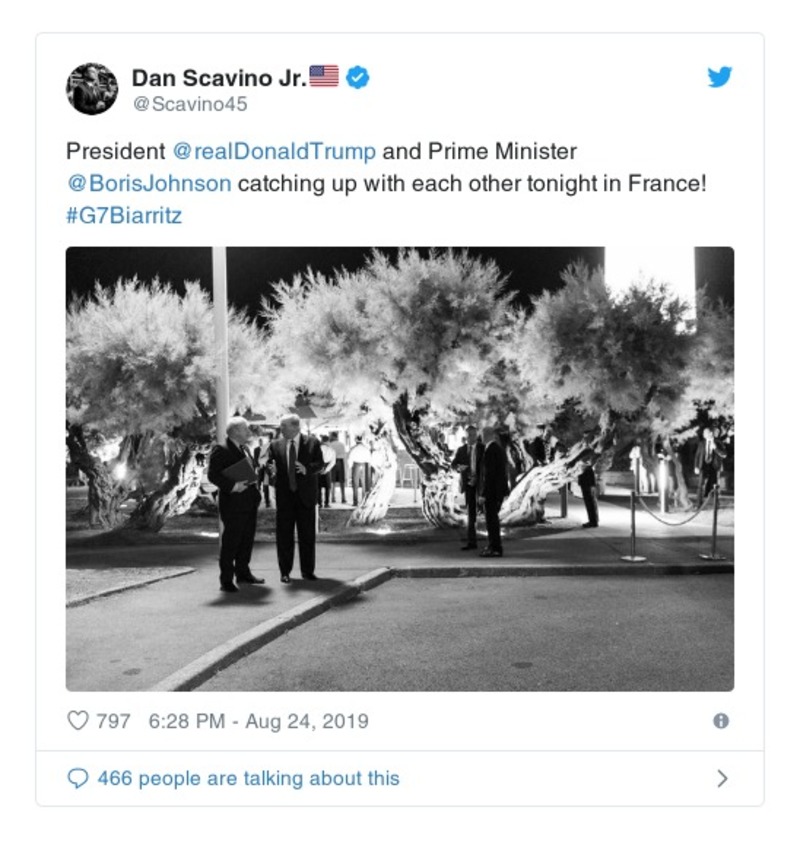 Dan Scavino Jr.🇺🇸
@Scavino45
President @realDonaldTrump and Prime Minister
@BorisJohnson catching up with each other tonight in France!
#G7Biarritz
797 6:28 PM - Aug 24, 2019
466 people are talking about this